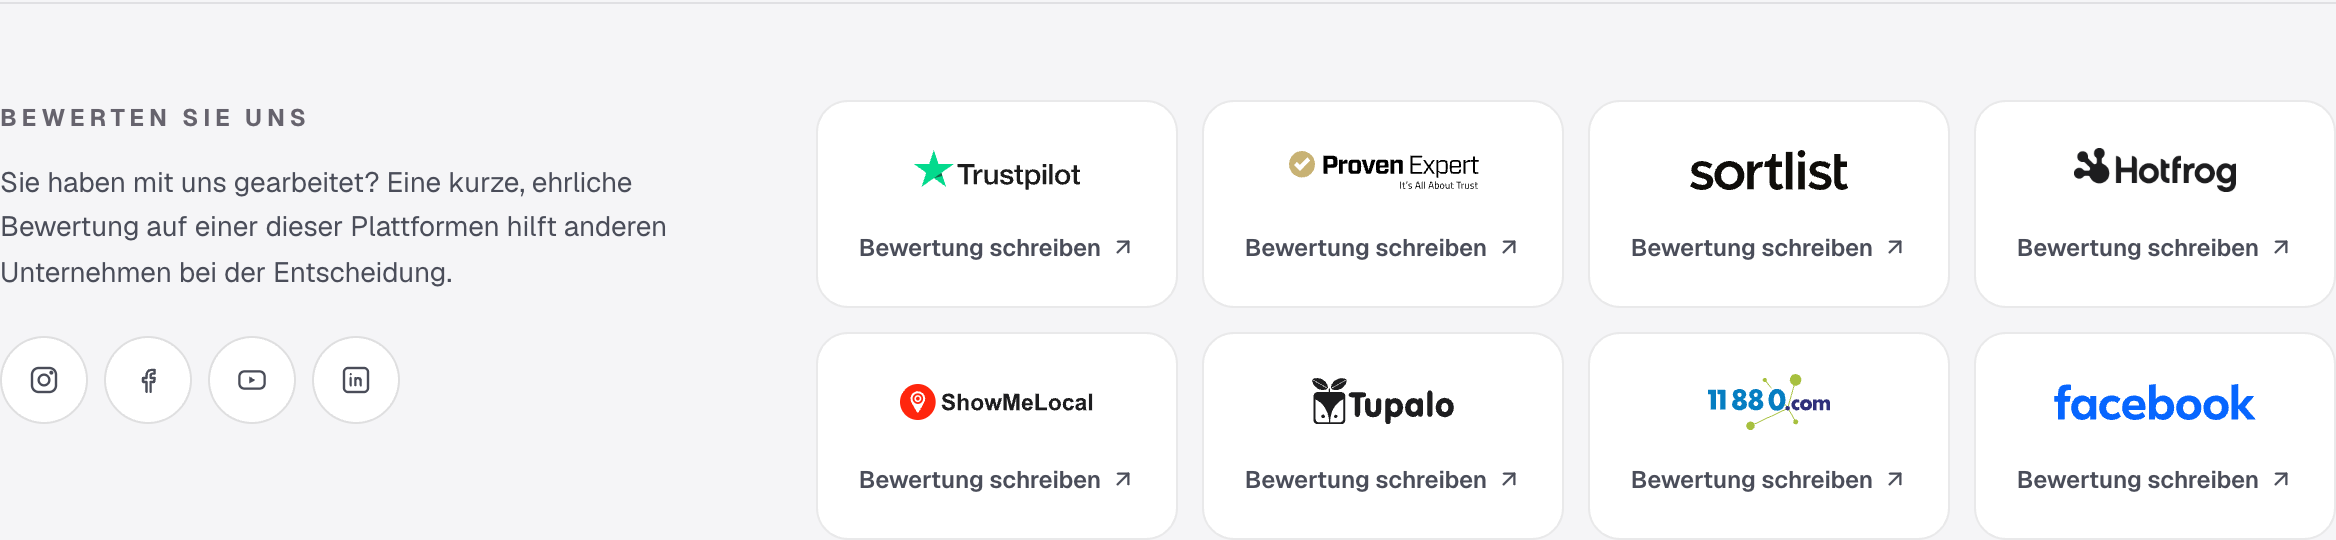 BEWERTEN SIE UNS
Sie haben mit uns gearbeitet? Eine kurze, ehrliche
Bewertung auf einer dieser Plattformen hilft anderen
Unternehmen bei der Entscheidung.
Trustpilot
Bewertung schreiben
Proven Expert
It's All About Trust
Bewertung schreiben
sortlist
Bewertung schreiben
Hotfrog
Bewertung schreiben
ShowMeLocal
Bewertung schreiben
Tupalo
Bewertung schreiben
11880.com
Bewertung schreiben
facebook
Bewertung schreiben